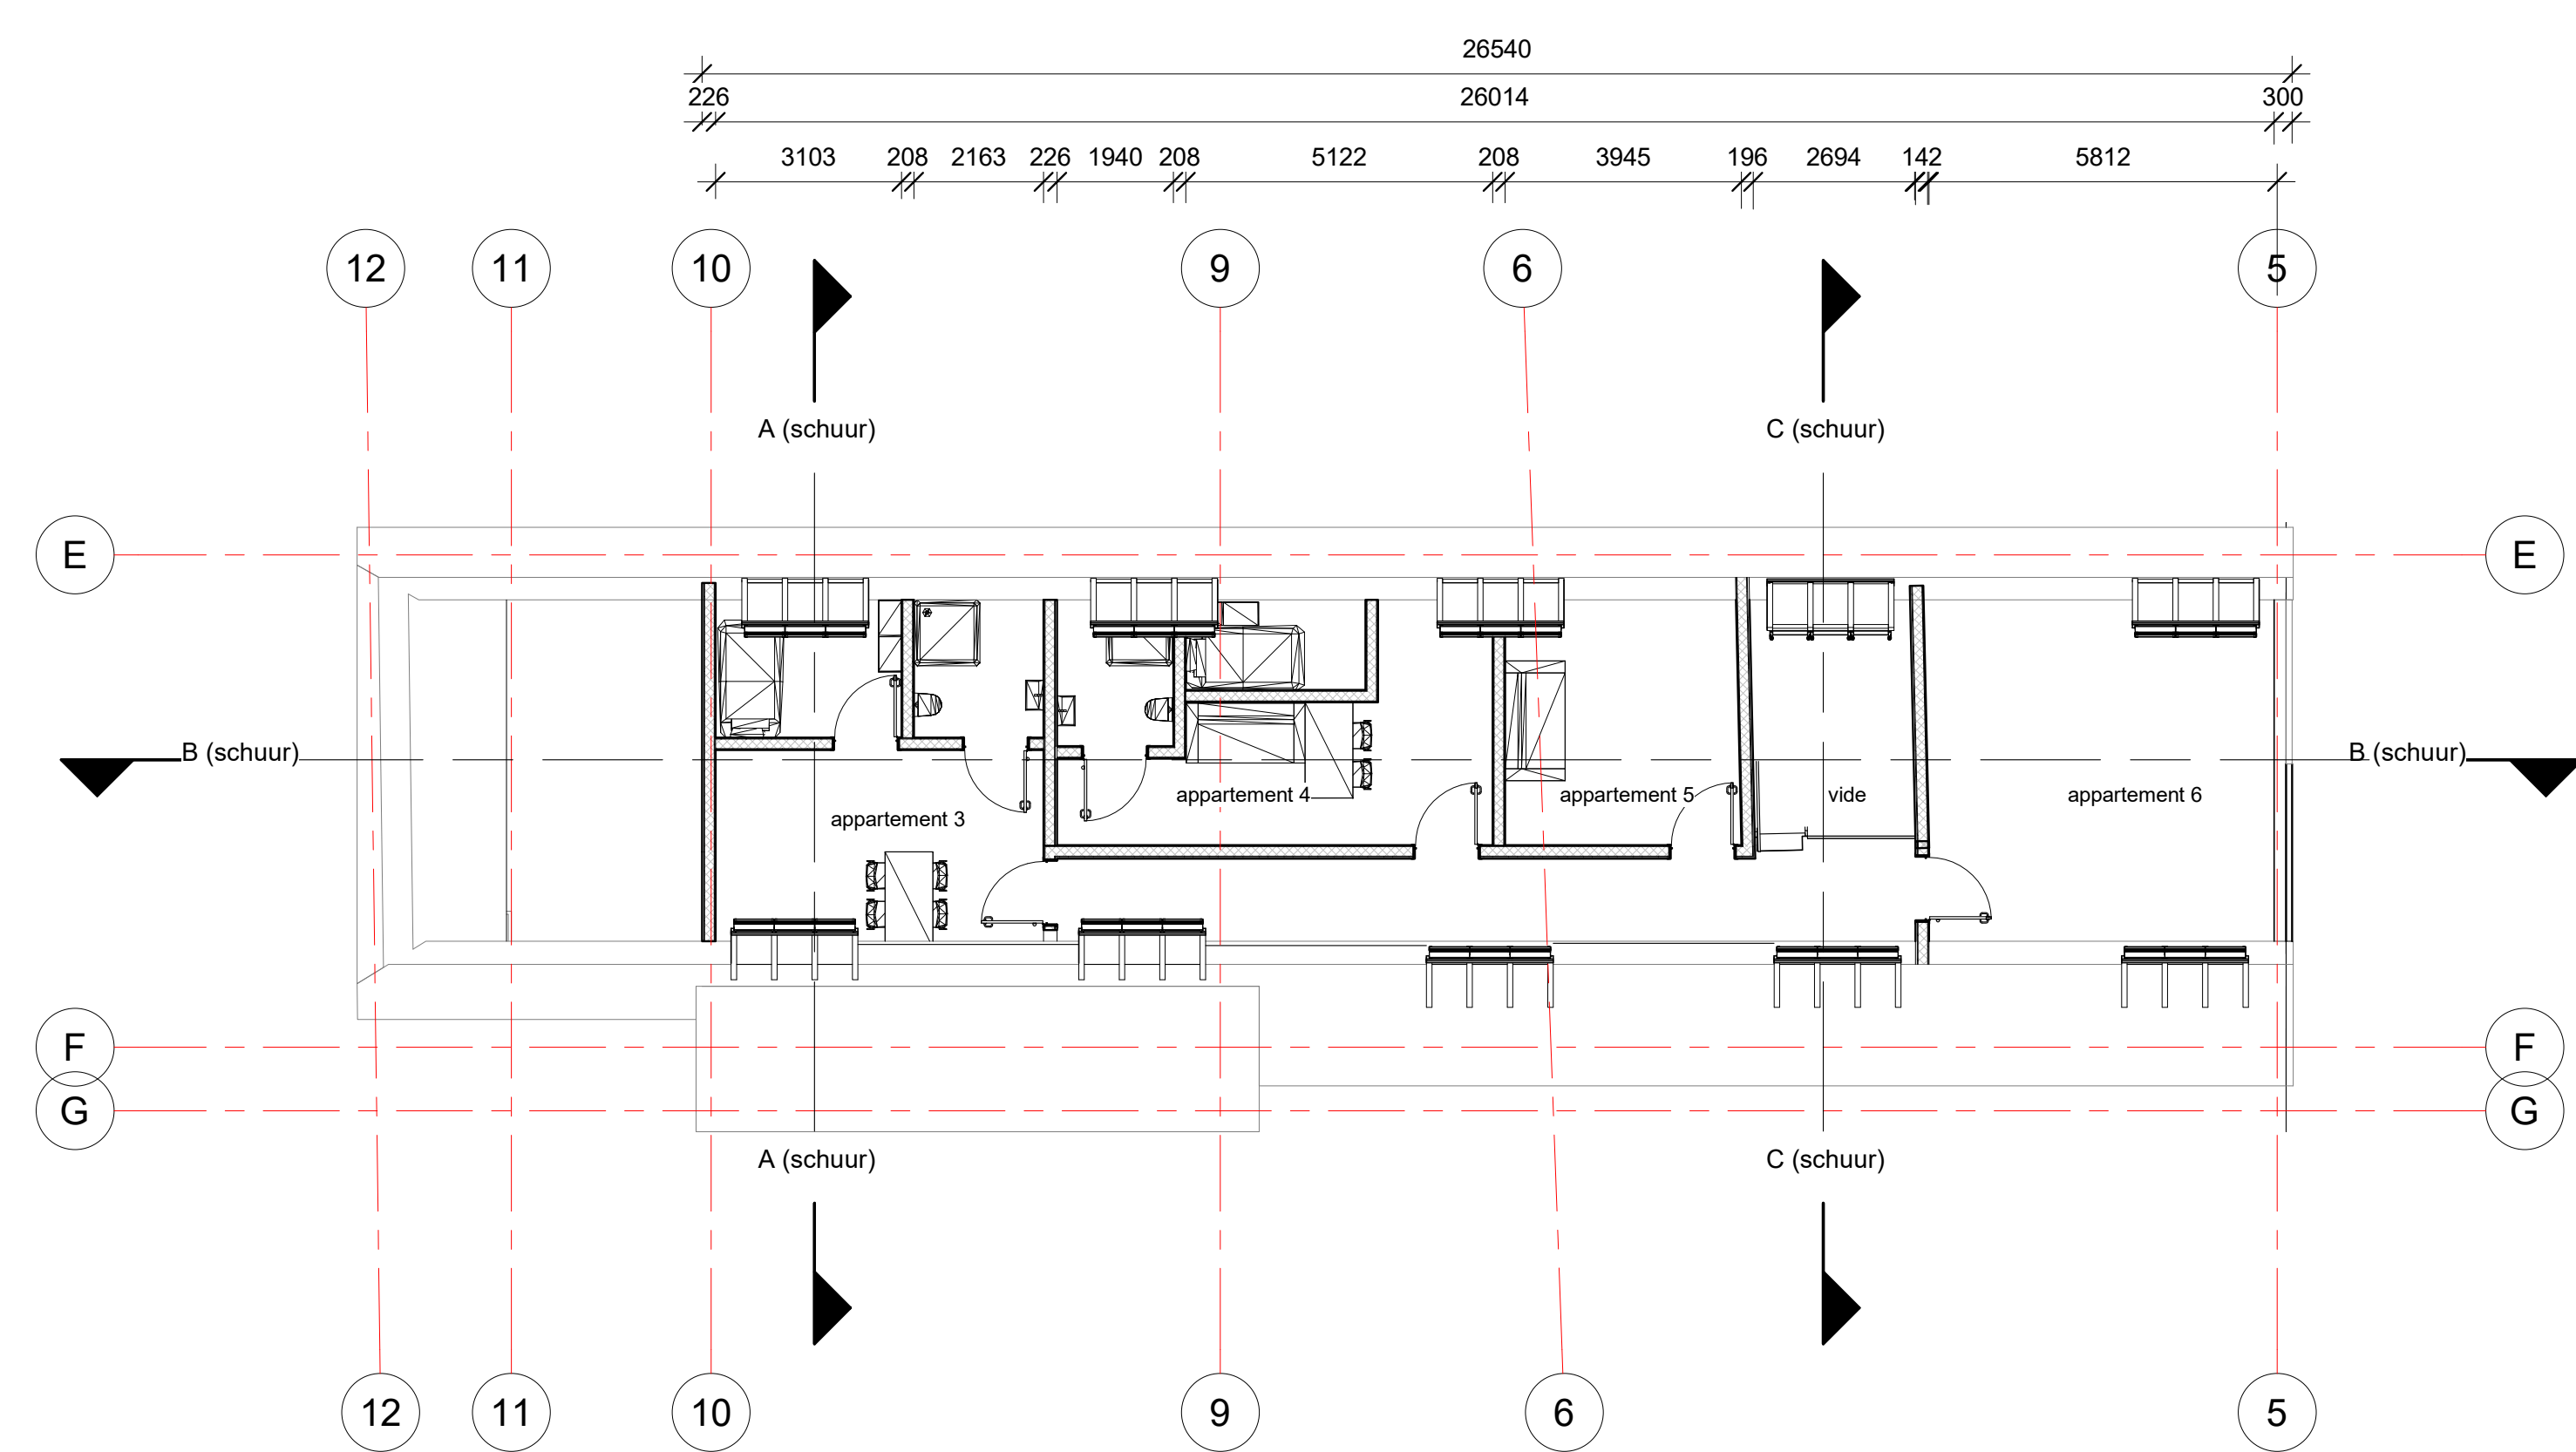 26540
226 26014 300
3103 208 2163 226 1940 208 5122 208 3945 196 2694 142 5812
12 11 10 9 6 5
A (schuur) C (schuur)
E E
B (schuur) B (schuur)
appartement 4 appartement 5 vide appartement 6
appartement 3
F F
G G
A (schuur) C (schuur)
12 11 10 9 6 5